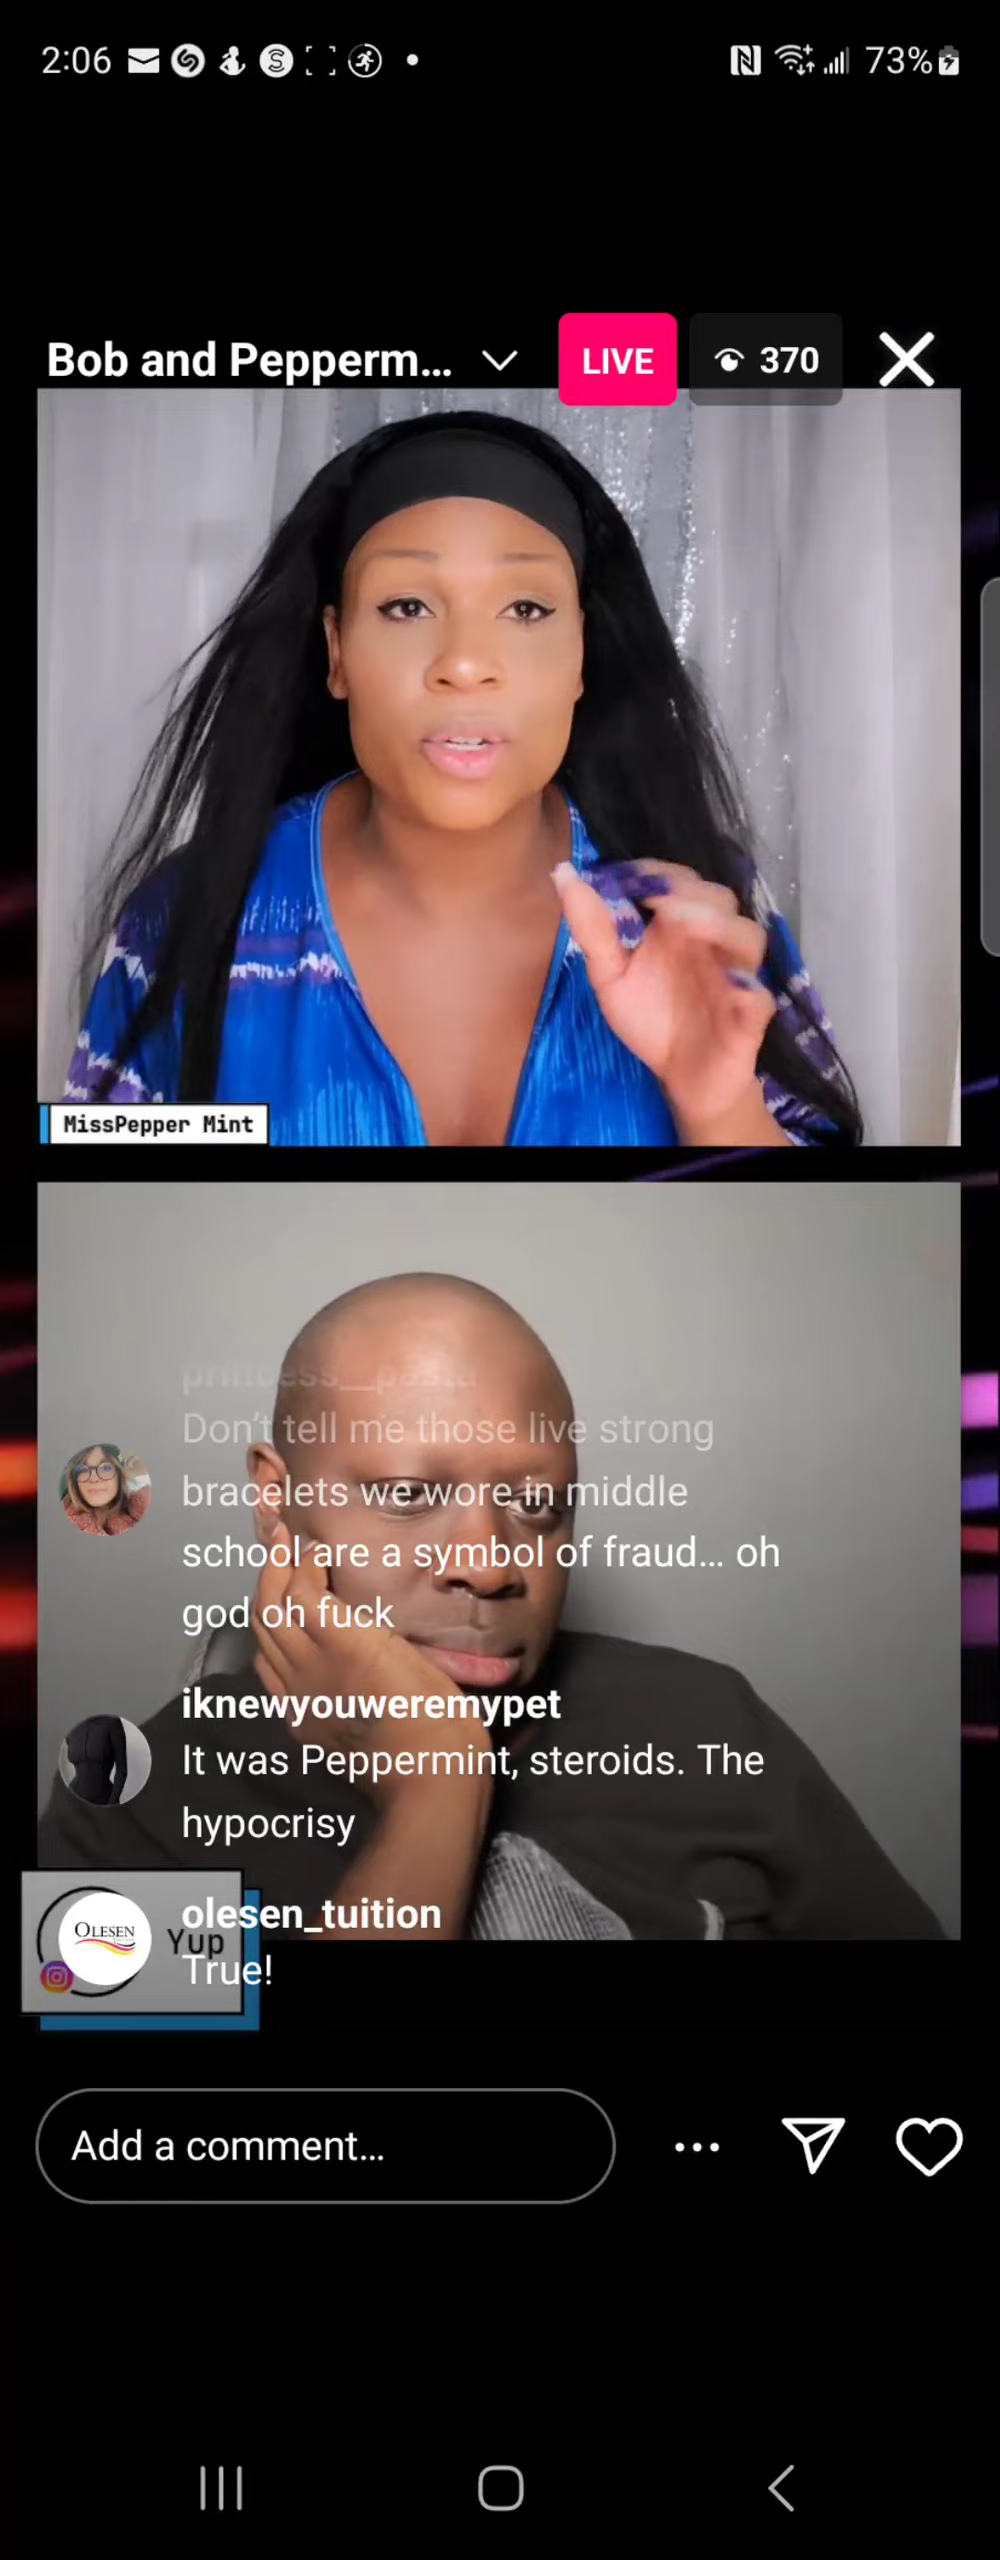 2:06
73%
Bob and Pepperm...
LIVE
370
MissPepper Mint
princess__pasta
Don't tell me those live strong
bracelets we wore in middle
school are a symbol of fraud... oh
god oh fuck
iknewyouweremypet
It was Peppermint, steroids. The
hypocrisy
OLESEN
olesen_tuition
Yup
True!
Add a comment...